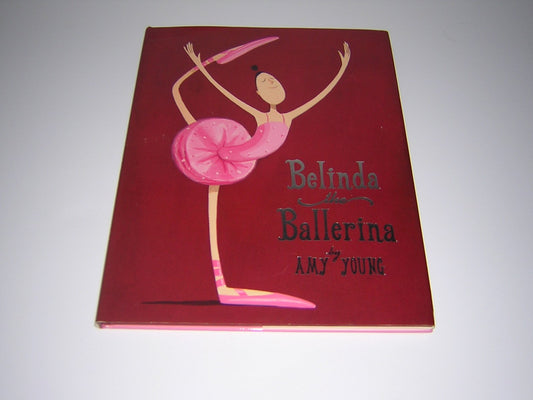 Belinda
the
Ballerina
by
AMY YOUNG